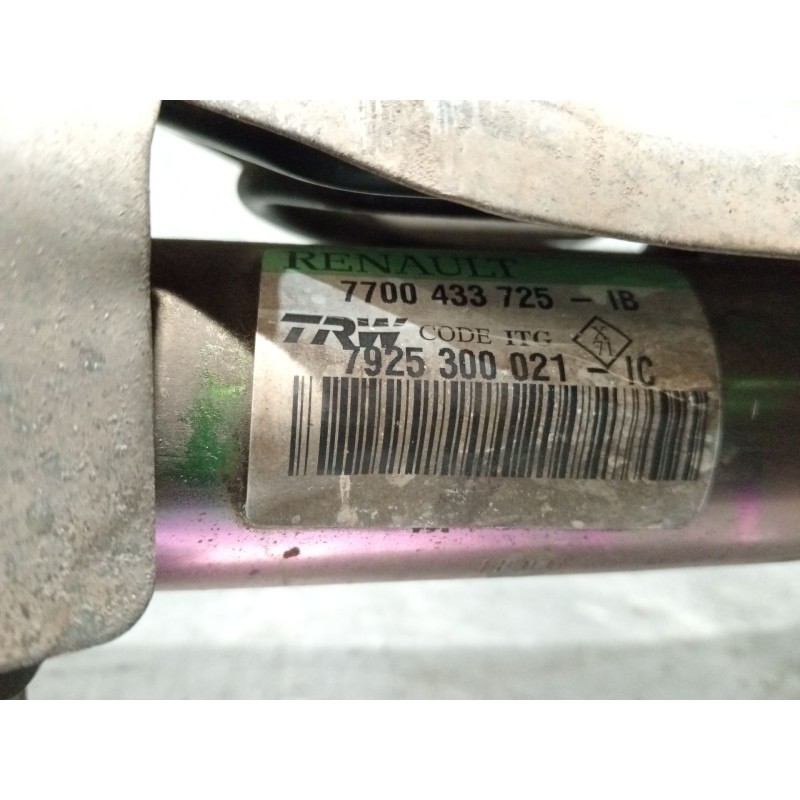 RENAULT
7700 433 725 - IB
TRW CODE ITG
7925 300 021 - IC